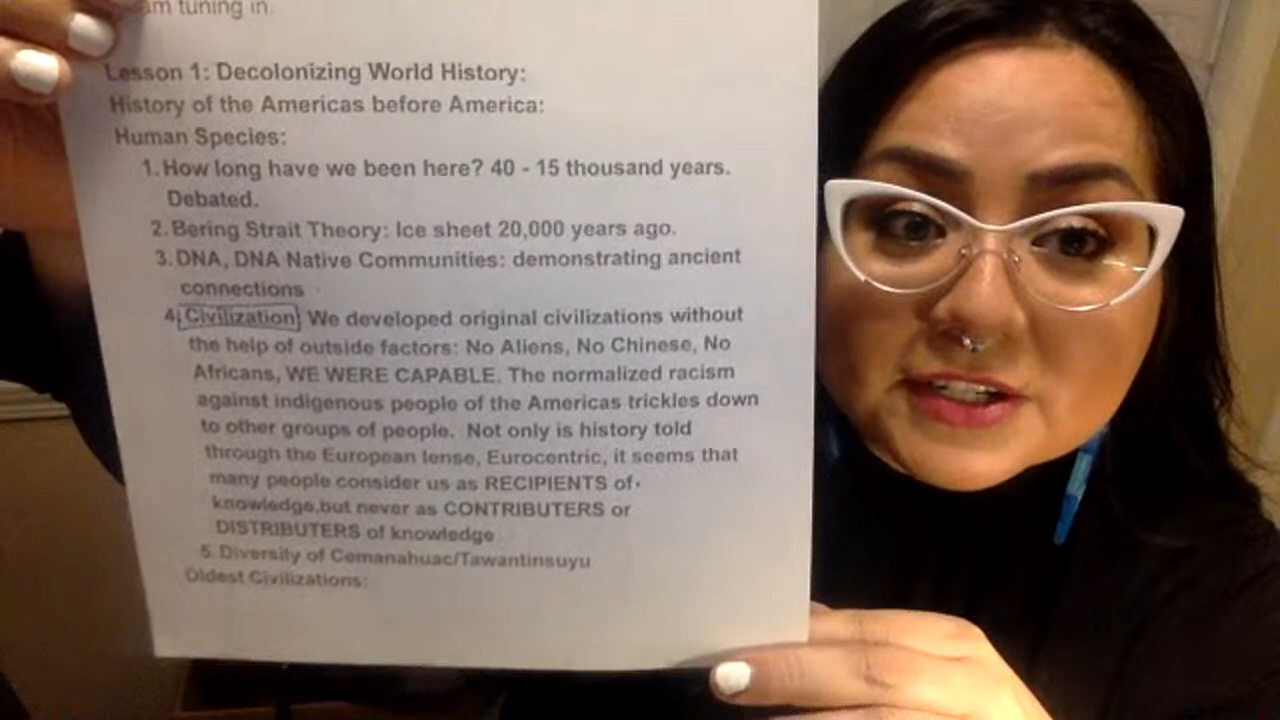 am tuning in
Lesson 1: Decolonizing World History:
History of the Americas before America:
Human Species:
1. How long have we been here? 40 - 15 thousand years.
Debated.
2. Bering Strait Theory: Ice sheet 20,000 years ago.
3. DNA, DNA Native Communities: demonstrating ancient
connections
4. Civilization We developed original civilizations without
the help of outside factors: No Aliens, No Chinese, No
Africans, WE WERE CAPABLE. The normalized racism
against indigenous people of the Americas trickles down
to other groups of people. Not only is history told
through the European lense, Eurocentric, it seems that
many people consider us as RECIPIENTS of
knowledge,but never as CONTRIBUTERS or
DISTRIBUTERS of knowledge
5. Diversity of Cemanahuac/Tawantinsuyu
Oldest Civilizations: